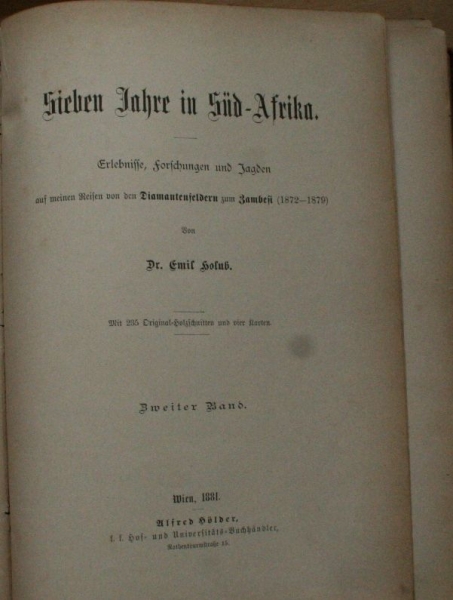 Sieben Jahre in Süd-Afrika.
Erlebnisse, Forschungen und Jagden
auf meinen Reisen von den Diamantenfeldern zum Zambesi (1872–1879)
Von
Dr. Emil Holub.
Mit 235 Original-Holzschnitten und vier Karten.
Zweiter Band.
Wien, 1881.
Alfred Hölder,
k. k. Hof- und Universitäts-Buchhändler,
Rothenthurmstraße 15.